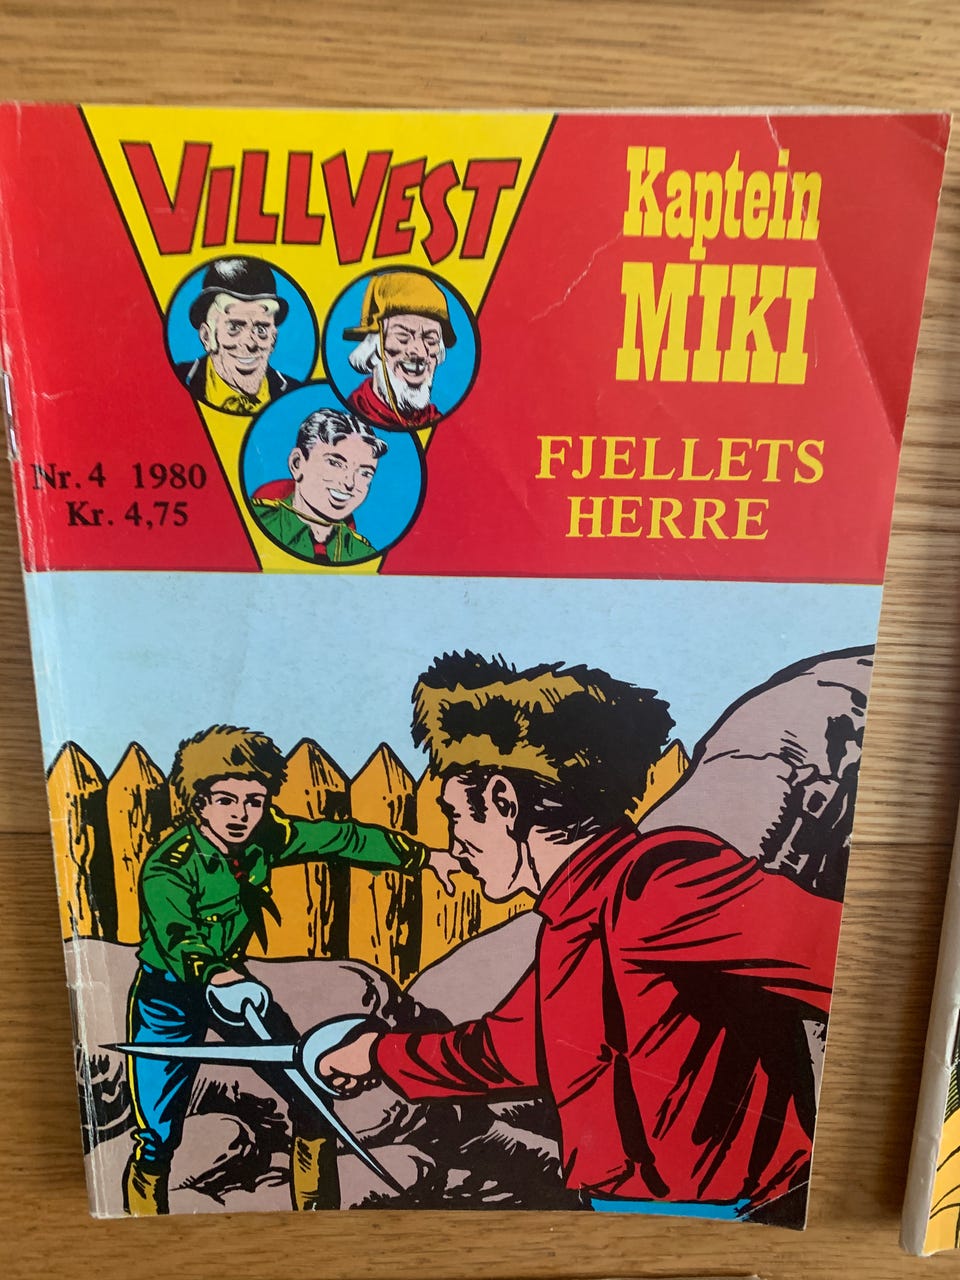 VILLVEST
Kaptein
MIKI
FJELLETS
HERRE
Nr. 4 1980
Kr. 4,75